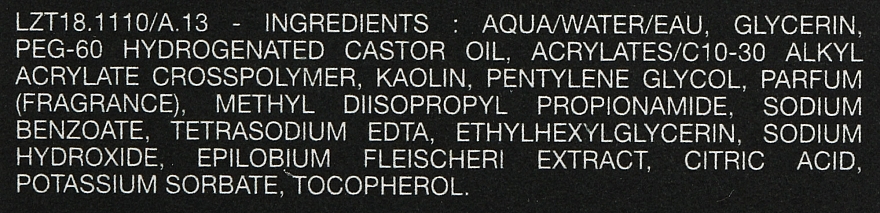 LZT18.1110/A.13 - INGREDIENTS : AQUA/WATER/EAU, GLYCERIN,
PEG-60 HYDROGENATED CASTOR OIL, ACRYLATES/C10-30 ALKYL
ACRYLATE CROSSPOLYMER, KAOLIN, PENTYLENE GLYCOL, PARFUM
(FRAGRANCE), METHYL DIISOPROPYL PROPIONAMIDE, SODIUM
BENZOATE, TETRASODIUM EDTA, ETHYLHEXYLGLYCERIN, SODIUM
HYDROXIDE, EPILOBIUM FLEISCHERI EXTRACT, CITRIC ACID,
POTASSIUM SORBATE, TOCOPHEROL.